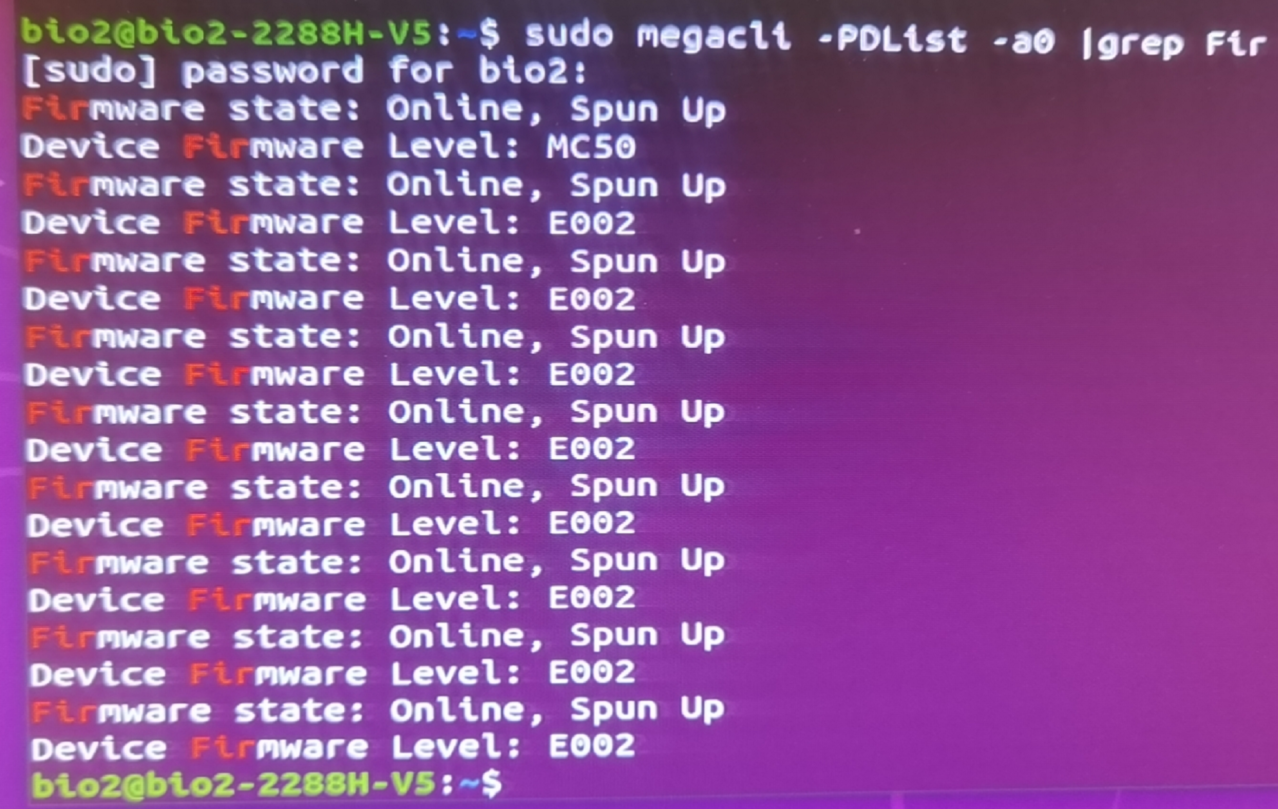 bio2@bio2-2288H-V5:~$ sudo megacli -PDList -a0 |grep Fir
[sudo] password for bio2:
Firmware state: Online, Spun Up
Device Firmware Level: MC50
Firmware state: Online, Spun Up
Device Firmware Level: E002
Firmware state: Online, Spun Up
Device Firmware Level: E002
Firmware state: Online, Spun Up
Device Firmware Level: E002
Firmware state: Online, Spun Up
Device Firmware Level: E002
Firmware state: Online, Spun Up
Device Firmware Level: E002
Firmware state: Online, Spun Up
Device Firmware Level: E002
Firmware state: Online, Spun Up
Device Firmware Level: E002
Firmware state: Online, Spun Up
Device Firmware Level: E002
bio2@bio2-2288H-V5:~$